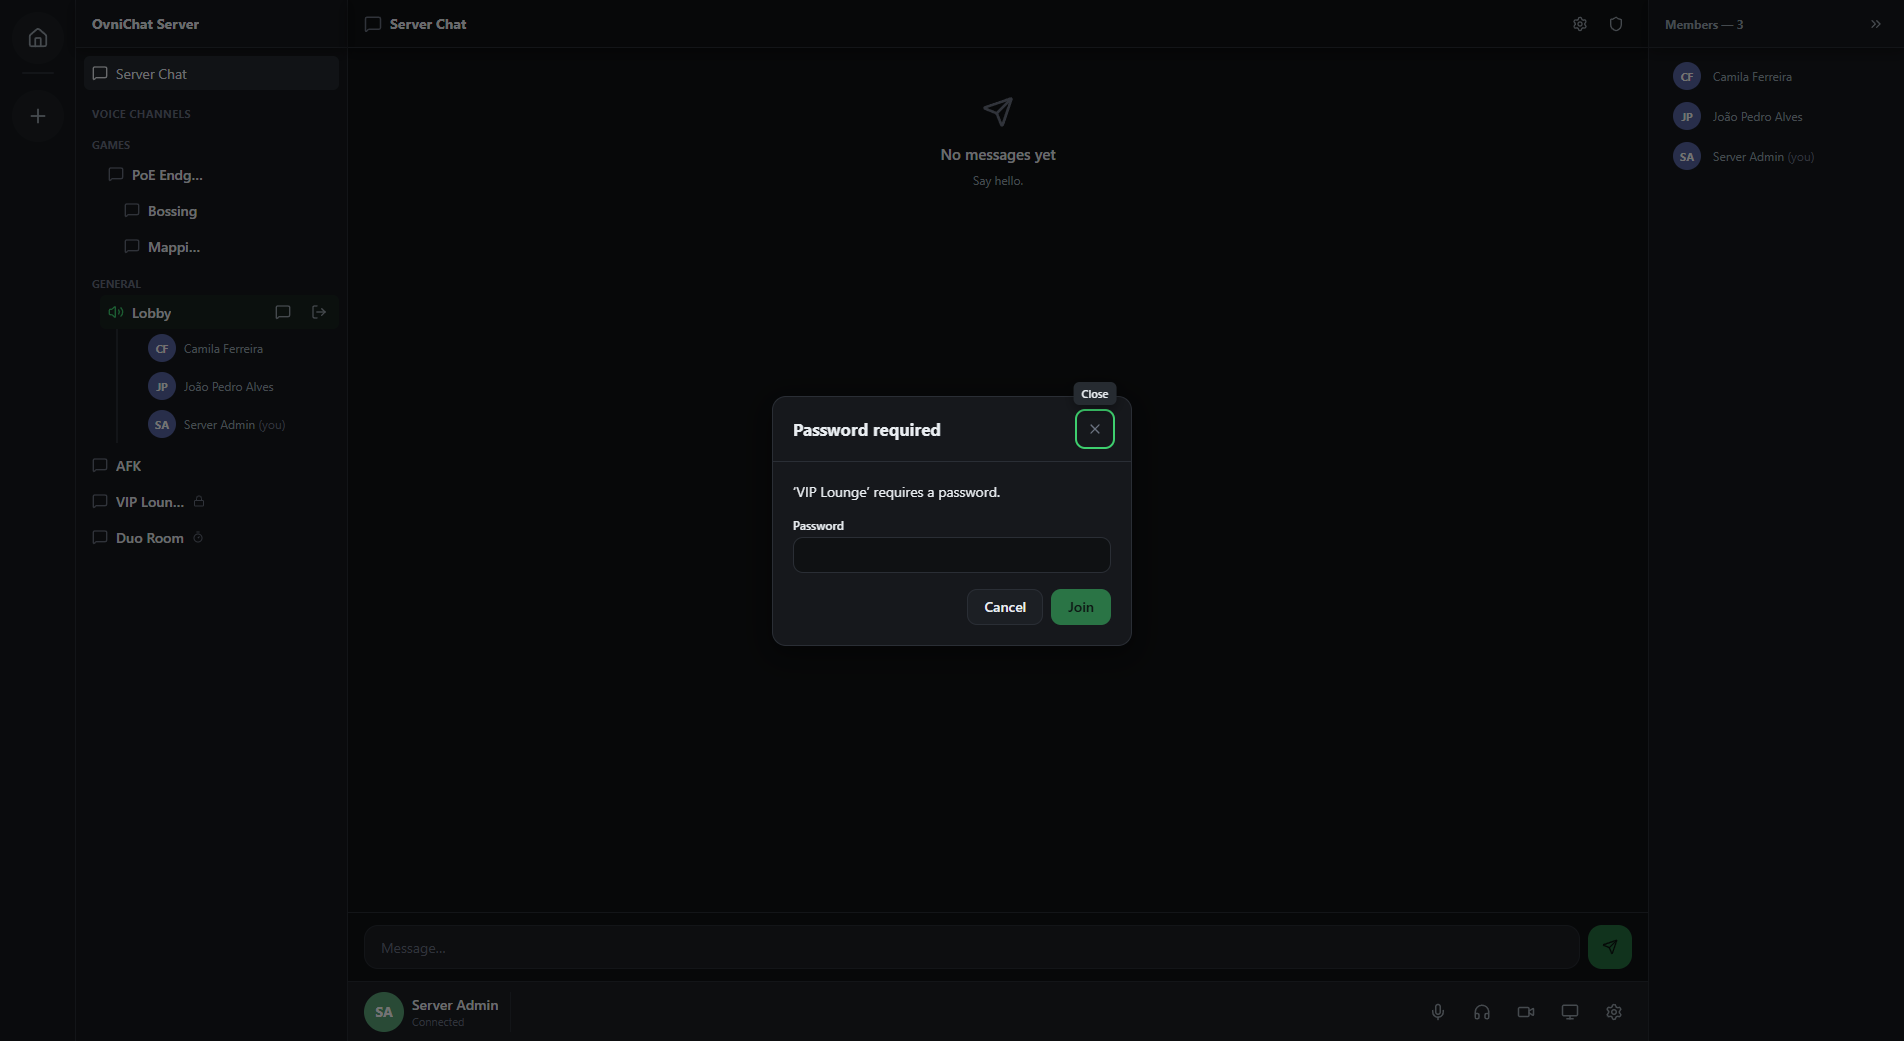 OvniChat Server
Server Chat
VOICE CHANNELS
GAMES
PoE Endg...
Bossing
Mappi...
GENERAL
Lobby
CF Camila Ferreira
JP João Pedro Alves
SA Server Admin (you)
AFK
VIP Loun...
Duo Room
Server Chat
No messages yet
Say hello.
Close
Password required
‘VIP Lounge’ requires a password.
Password
Cancel Join
Message...
SA Server Admin
Connected
Members — 3
CF Camila Ferreira
JP João Pedro Alves
SA Server Admin (you)